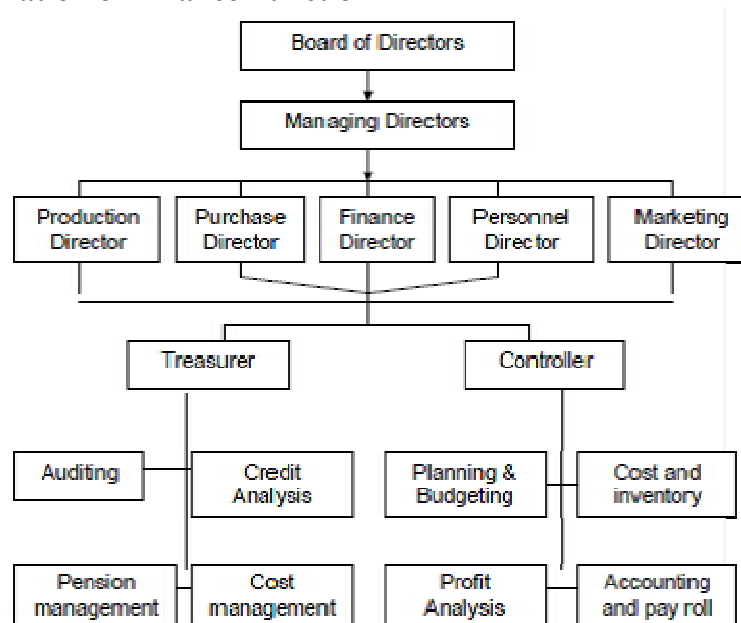 Board of Directors
Managing Directors
Production
Director
Purchase
Director
Finance
Director
Personnel
Director
Marketing
Director
Treasurer
Controller
Auditing
Credit
Analysis
Planning &
Budgeting
Cost and
inventory
Pension
management
Cost
management
Profit
Analysis
Accounting
and pay roll